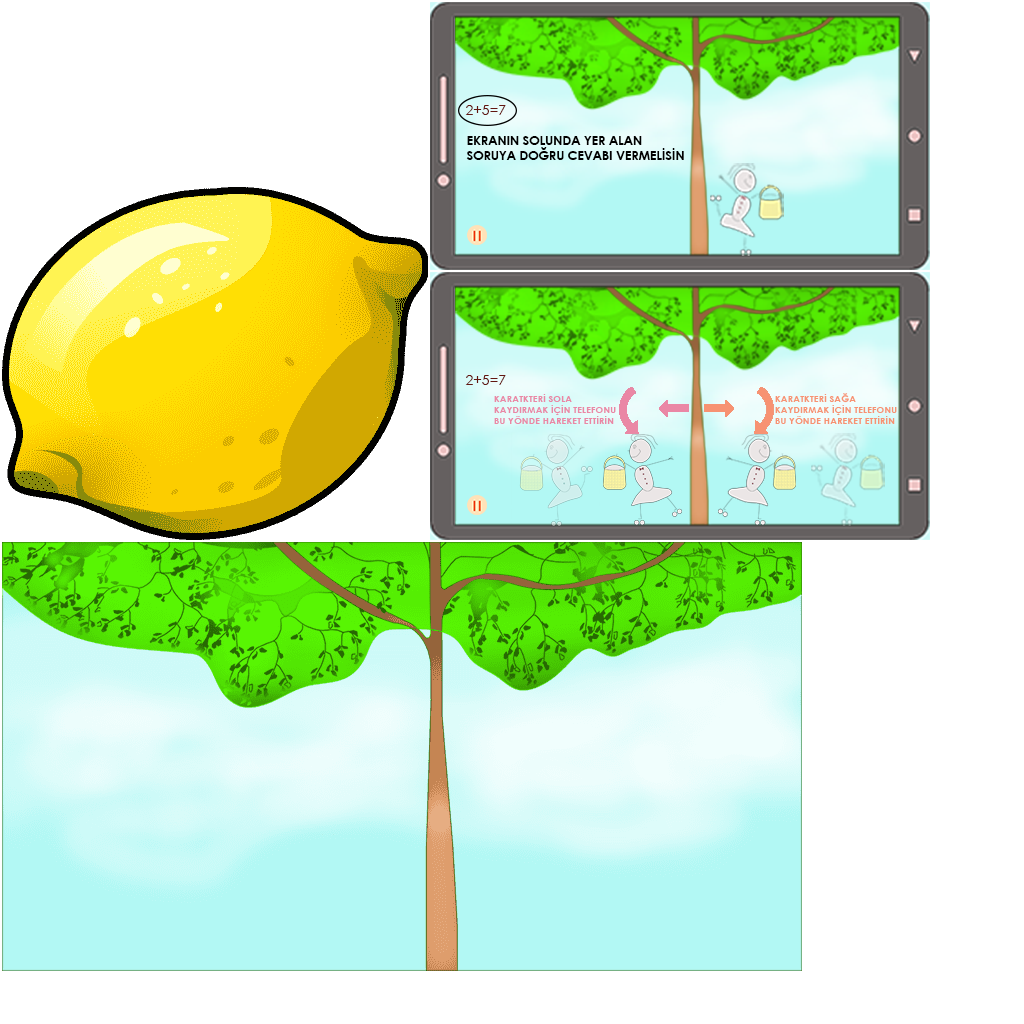 2+5=7
EKRANIN SOLUNDA YER ALAN
SORUYA DOĞRU CEVABI VERMELİSİN
2+5=7
KARATKTERİ SOLA
KAYDIRMAK İÇİN TELEFONU
BU YÖNDE HAREKET ETTİRİN
KARATKTERİ SAĞA
KAYDIRMAK İÇİN TELEFONU
BU YÖNDE HAREKET ETTİRİN